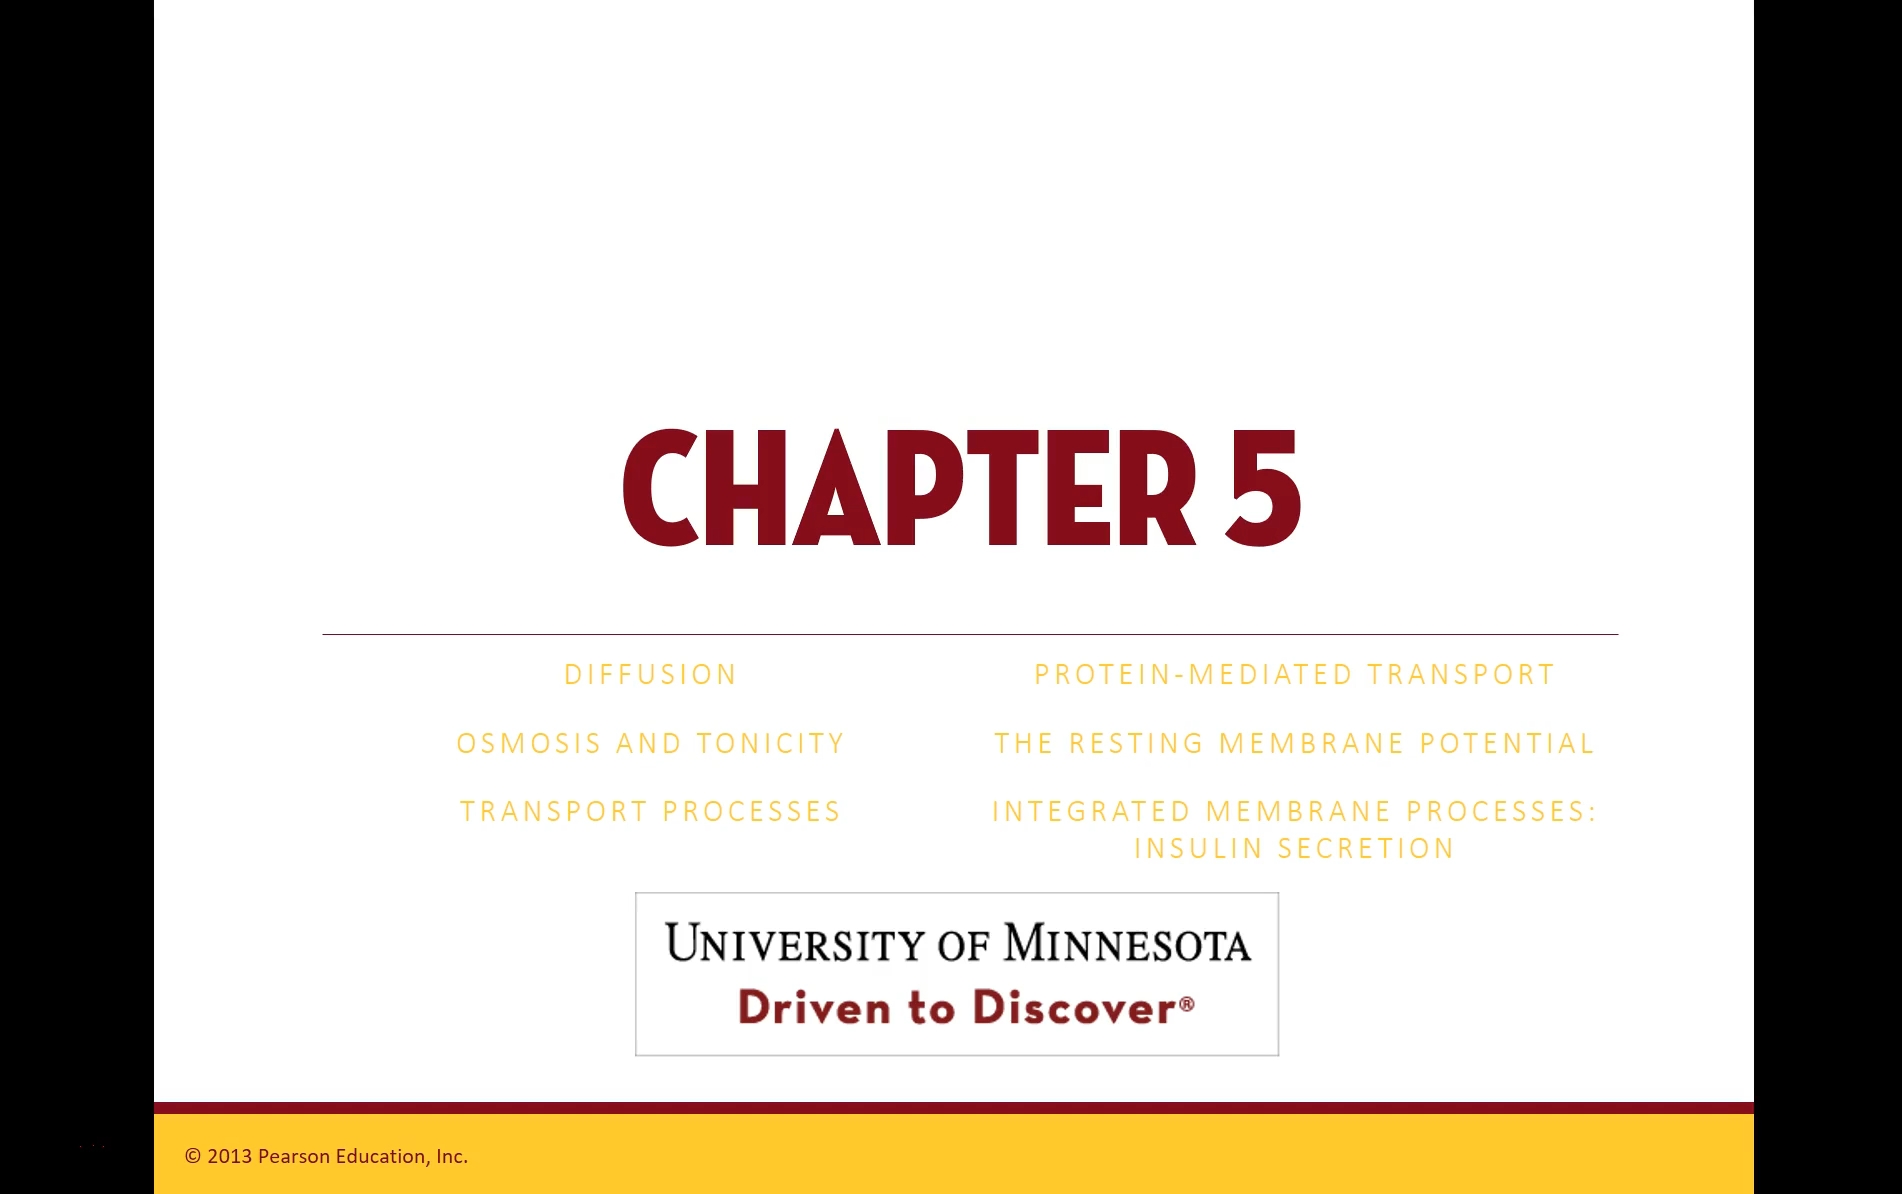 CHAPTER 5
DIFFUSION
OSMOSIS AND TONICITY
TRANSPORT PROCESSES
PROTEIN-MEDIATED TRANSPORT
THE RESTING MEMBRANE POTENTIAL
INTEGRATED MEMBRANE PROCESSES:
INSULIN SECRETION
UNIVERSITY OF MINNESOTA
Driven to Discover®
© 2013 Pearson Education, Inc.